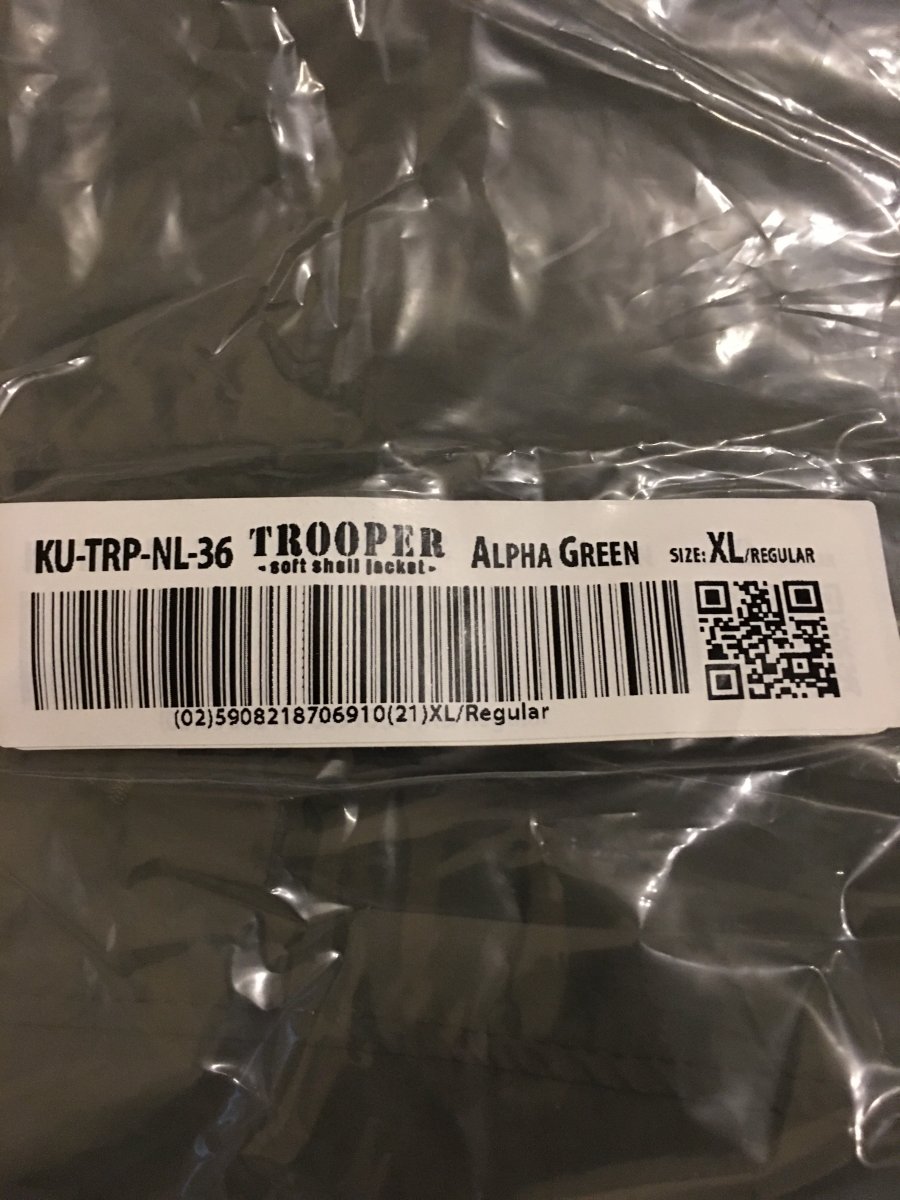 KU-TRP-NL-36 TROOPER ALPHA GREEN SIZE: XL/REGULAR
- soft shell jacket -
(02)5908218706910(21)XL/Regular